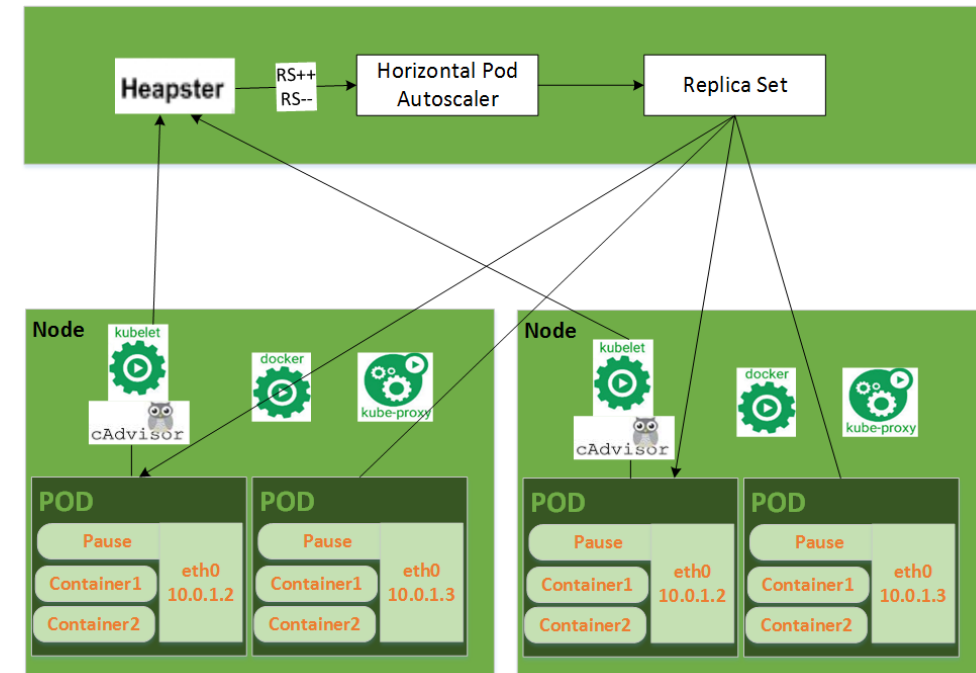 Heapster
RS++
RS--
Horizontal Pod
Autoscaler
Replica Set
Node
kubelet
docker
kube-proxy
cAdvisor
POD
Pause
Container1
Container2
eth0
10.0.1.2
POD
Pause
Container1
Container2
eth0
10.0.1.3
Node
kubelet
docker
kube-proxy
cAdvisor
POD
Pause
Container1
Container2
eth0
10.0.1.2
POD
Pause
Container1
Container2
eth0
10.0.1.3